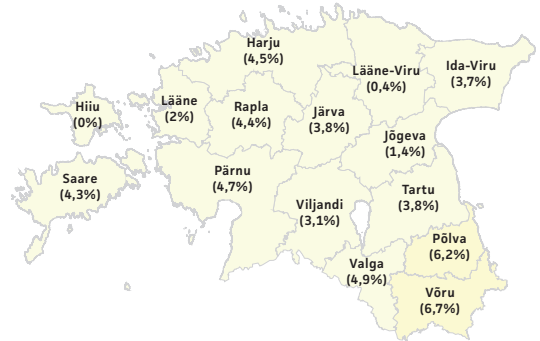 Harju
(4,5%)
Lääne-Viru
(0,4%)
Ida-Viru
(3,7%)
Hiiu
(0%)
Lääne
(2%)
Rapla
(4,4%)
Järva
(3,8%)
Jõgeva
(1,4%)
Saare
(4,3%)
Pärnu
(4,7%)
Viljandi
(3,1%)
Tartu
(3,8%)
Põlva
(6,2%)
Valga
(4,9%)
Võru
(6,7%)